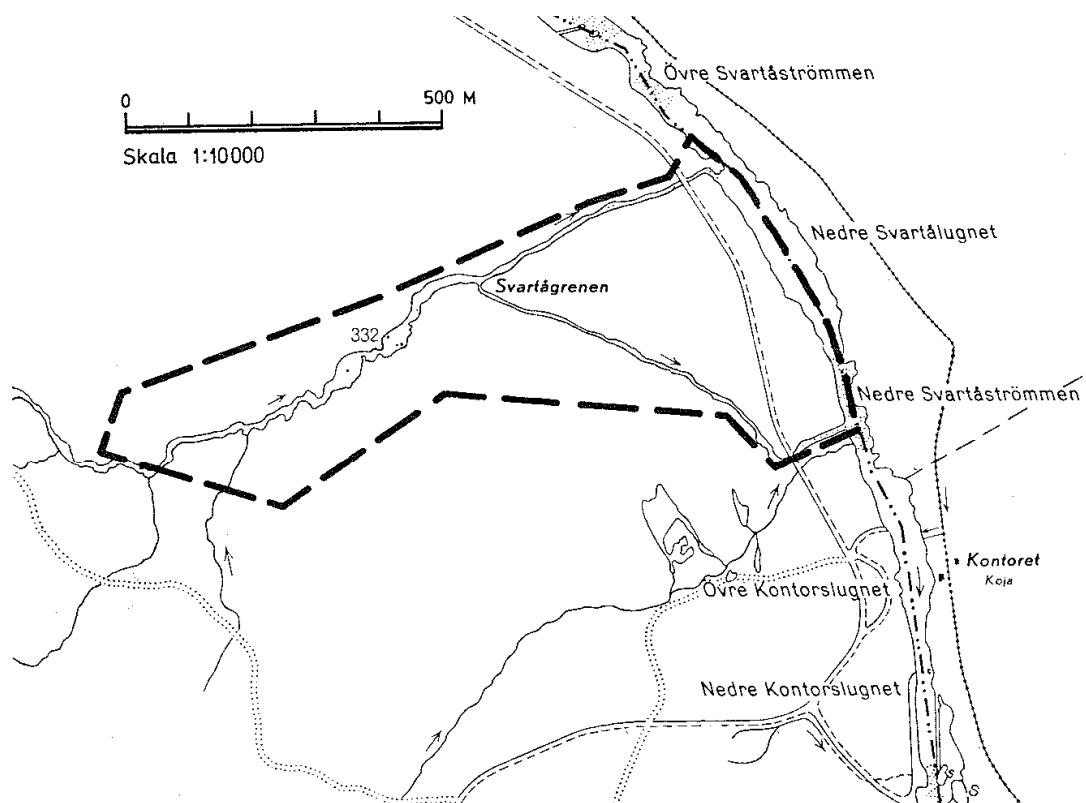 Övre Svartåströmmen
0 500 M
Skala 1:10000
Nedre Svartålugnet
Svartågrenen
332
Nedre Svartåströmmen
Kontoret
Koja
Övre Kontorslugnet
Nedre Kontorslugnet
S
S